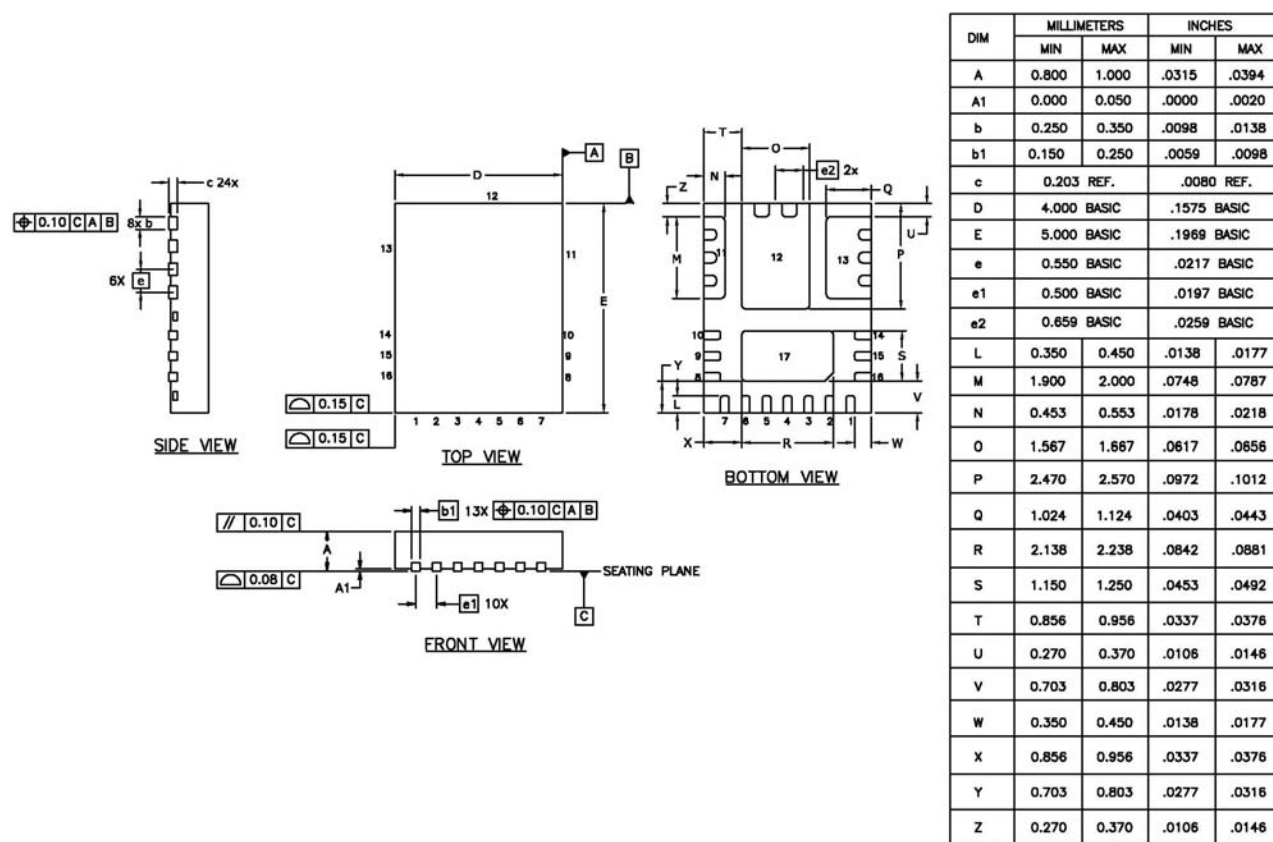 c 24x
⌖ 0.10 C A B
8x b
6X e
SIDE VIEW
A
B
D
12
13
11
E
14
15
16
10
9
8
⌓ 0.15 C
⌓ 0.15 C
1 2 3 4 5 6 7
TOP VIEW
T
O
N
e2 2x
Z
Q
U
M
11
12
13
P
10
9
8
17
14
15
16
S
Y
L
V
7 6 5 4 3 2 1
X
R
W
BOTTOM VIEW
// 0.10 C
b1 13X ⌖ 0.10 C A B
A
⌓ 0.08 C
A1
SEATING PLANE
e1 10X
C
FRONT VIEW
DIM MILLIMETERS INCHES
MIN MAX MIN MAX
A 0.800 1.000 .0315 .0394
A1 0.000 0.050 .0000 .0020
b 0.250 0.350 .0098 .0138
b1 0.150 0.250 .0059 .0098
c 0.203 REF. .0080 REF.
D 4.000 BASIC .1575 BASIC
E 5.000 BASIC .1969 BASIC
e 0.550 BASIC .0217 BASIC
e1 0.500 BASIC .0197 BASIC
e2 0.659 BASIC .0259 BASIC
L 0.350 0.450 .0138 .0177
M 1.900 2.000 .0748 .0787
N 0.453 0.553 .0178 .0218
O 1.567 1.667 .0617 .0656
P 2.470 2.570 .0972 .1012
Q 1.024 1.124 .0403 .0443
R 2.138 2.238 .0842 .0881
S 1.150 1.250 .0453 .0492
T 0.856 0.956 .0337 .0376
U 0.270 0.370 .0106 .0146
V 0.703 0.803 .0277 .0316
W 0.350 0.450 .0138 .0177
X 0.856 0.956 .0337 .0376
Y 0.703 0.803 .0277 .0316
Z 0.270 0.370 .0106 .0146